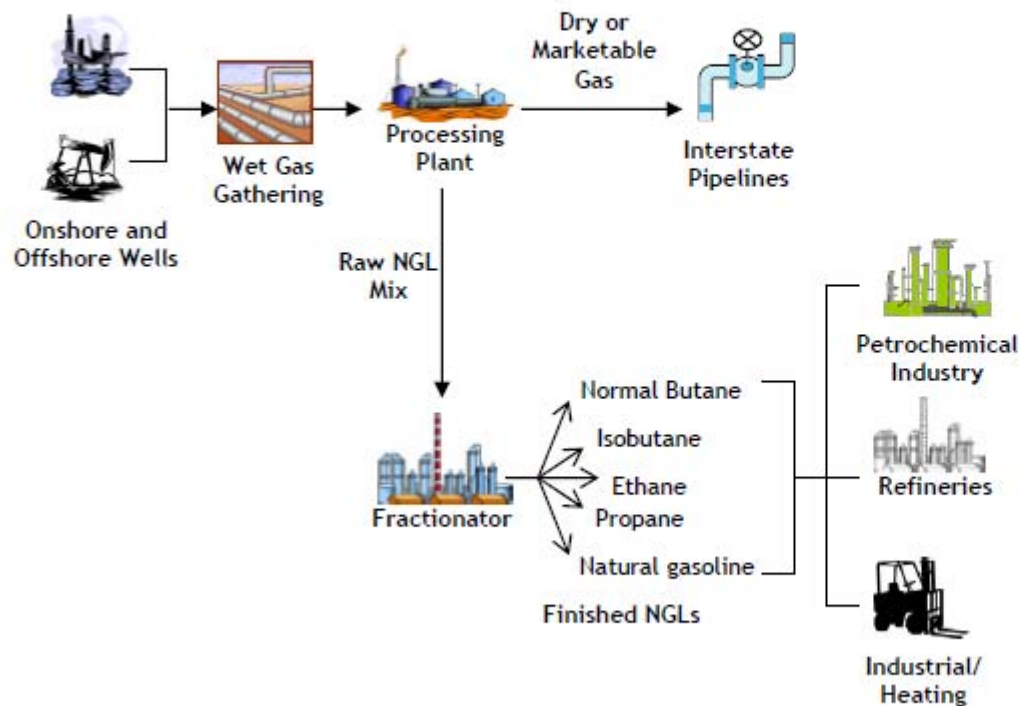 Dry or
Marketable
Gas
Processing
Plant
Interstate
Pipelines
Wet Gas
Gathering
Onshore and
Offshore Wells
Raw NGL
Mix
Petrochemical
Industry
Normal Butane
Isobutane
Ethane
Refineries
Fractionator
Propane
Natural gasoline
Finished NGLs
Industrial/
Heating